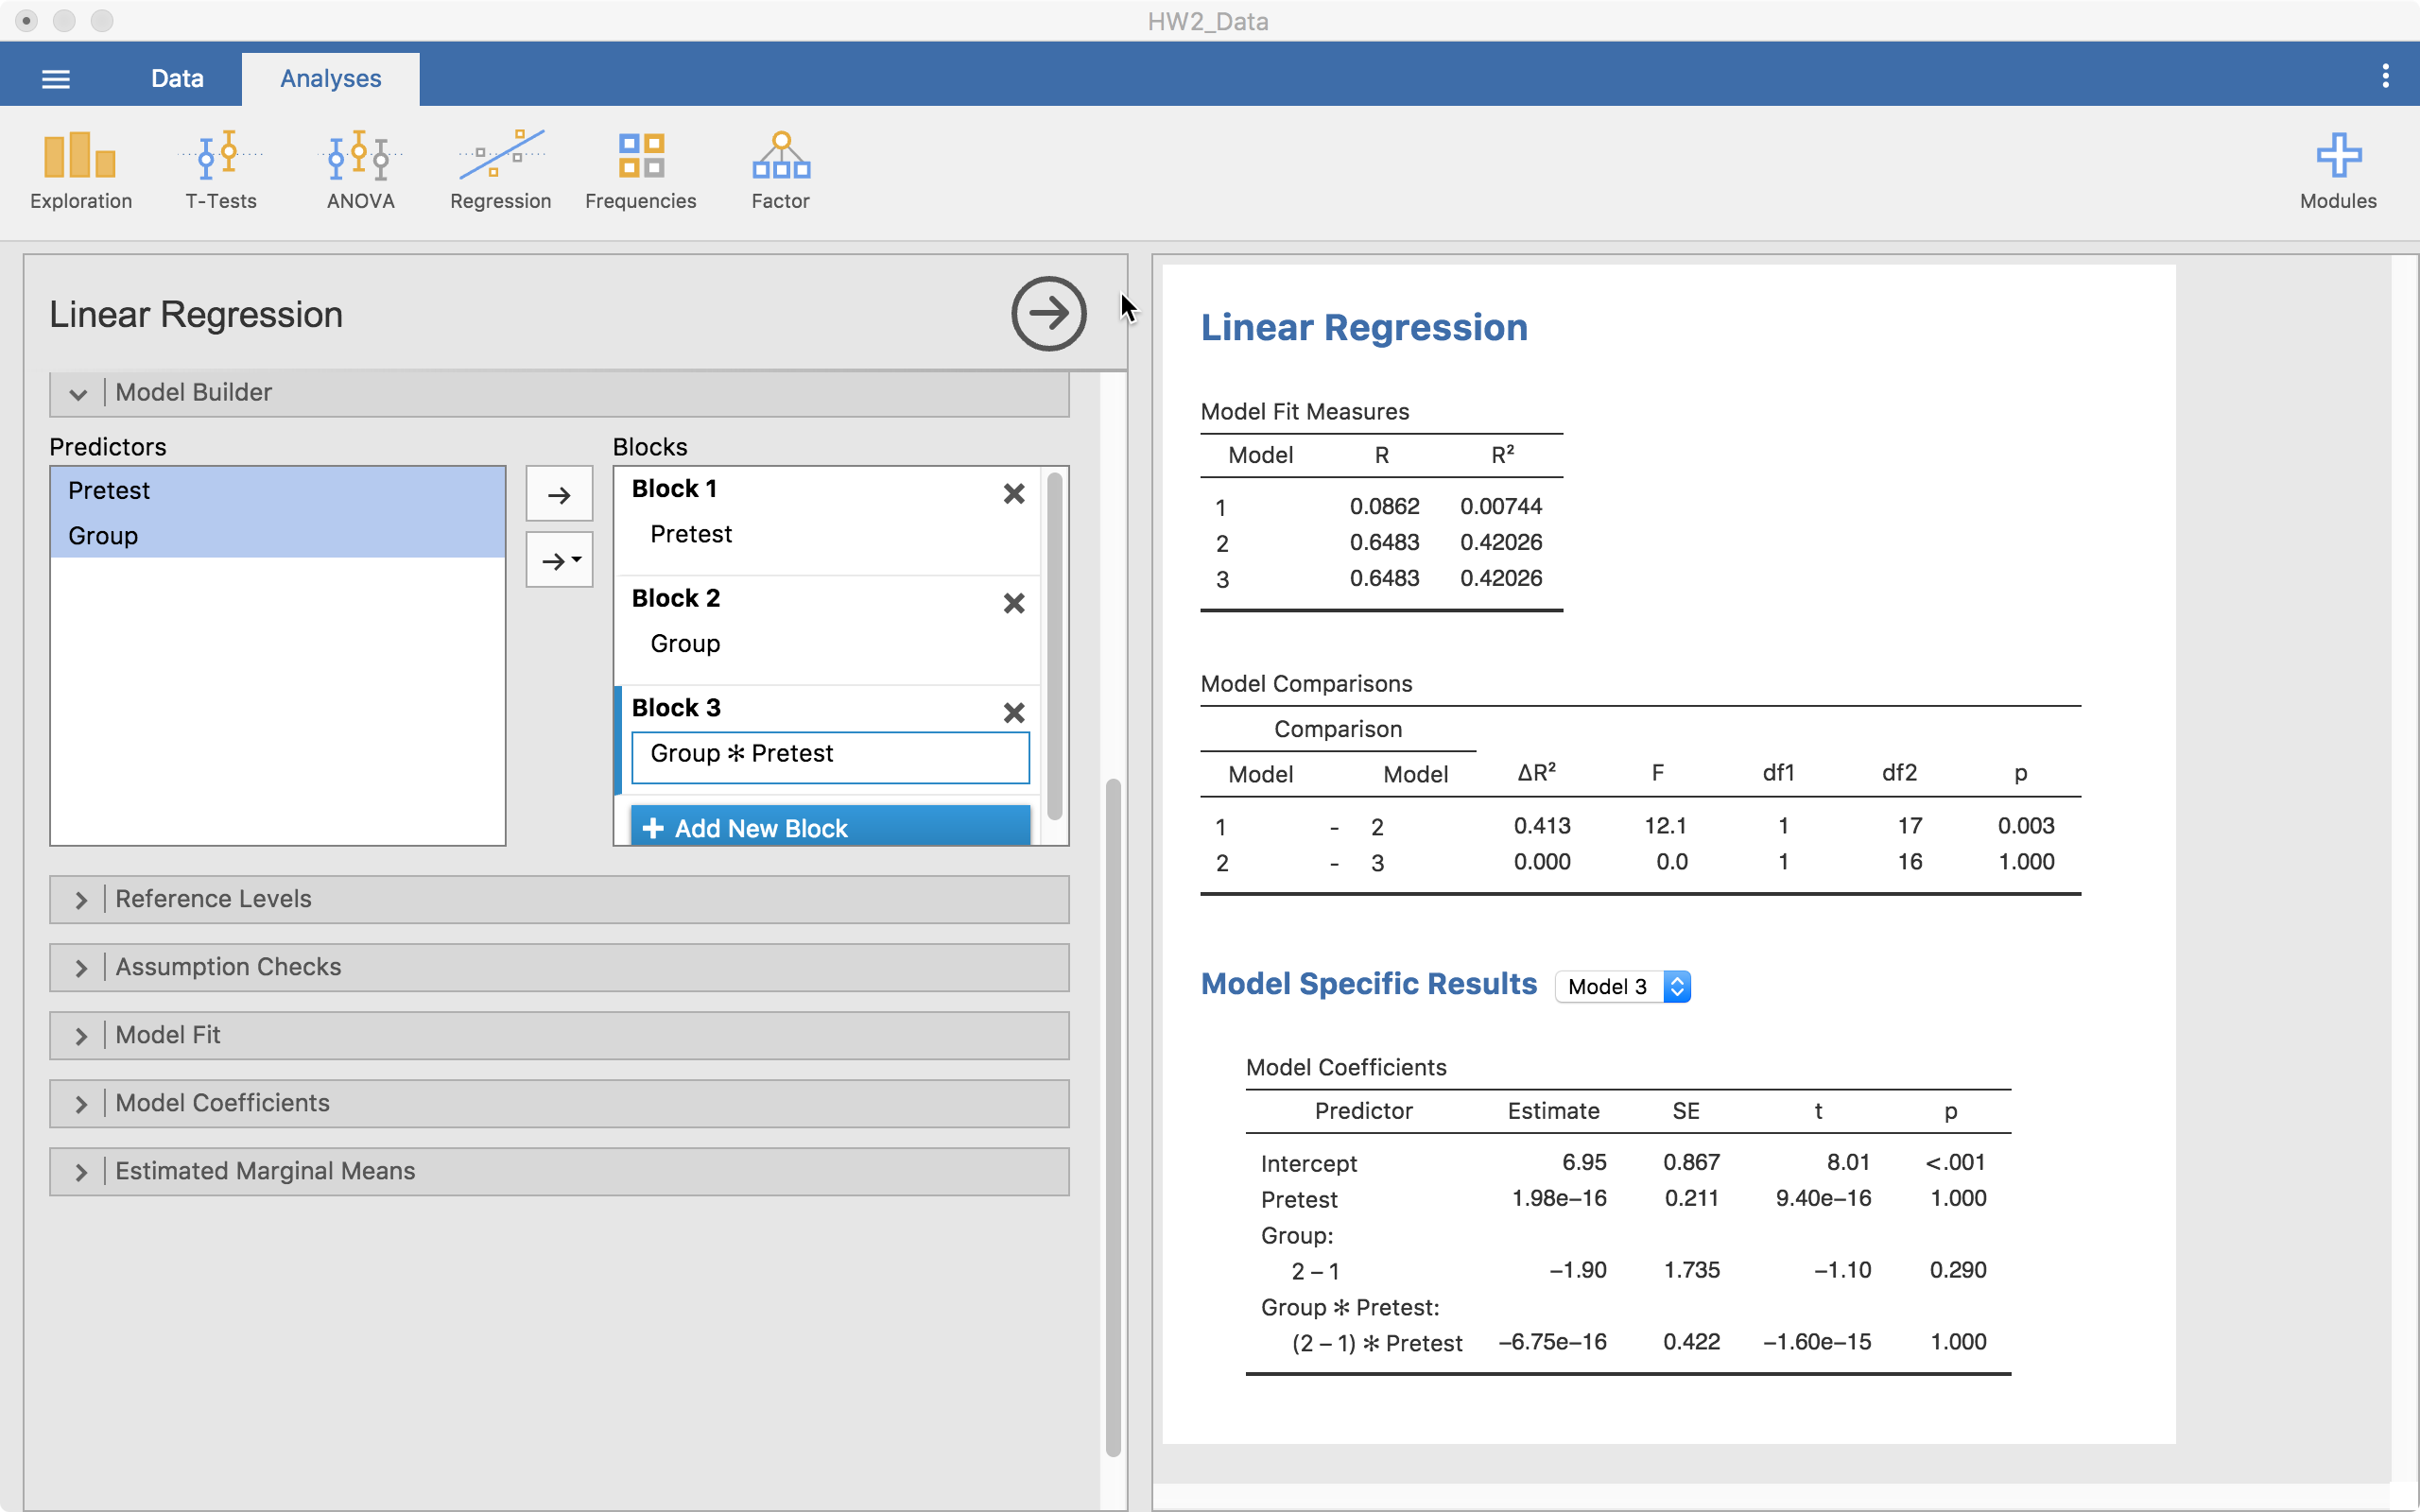 HW2_Data
Data
Analyses
Exploration
T-Tests
ANOVA
Regression
Frequencies
Factor
Modules
Linear Regression
Model Builder
Predictors
Blocks
Pretest
Group
Block 1
Pretest
Block 2
Group
Block 3
Group ✻ Pretest
Add New Block
Reference Levels
Assumption Checks
Model Fit
Model Coefficients
Estimated Marginal Means
Linear Regression
Model Fit Measures
Model R R²
1 0.0862 0.00744
2 0.6483 0.42026
3 0.6483 0.42026
Model Comparisons
Comparison
Model Model ΔR² F df1 df2 p
1 - 2 0.413 12.1 1 17 0.003
2 - 3 0.000 0.0 1 16 1.000
Model Specific Results Model 3
Model Coefficients
Predictor Estimate SE t p
Intercept 6.95 0.867 8.01 <.001
Pretest 1.98e−16 0.211 9.40e−16 1.000
Group:
2 – 1 −1.90 1.735 −1.10 0.290
Group ✻ Pretest:
(2 – 1) ✻ Pretest −6.75e−16 0.422 −1.60e−15 1.000